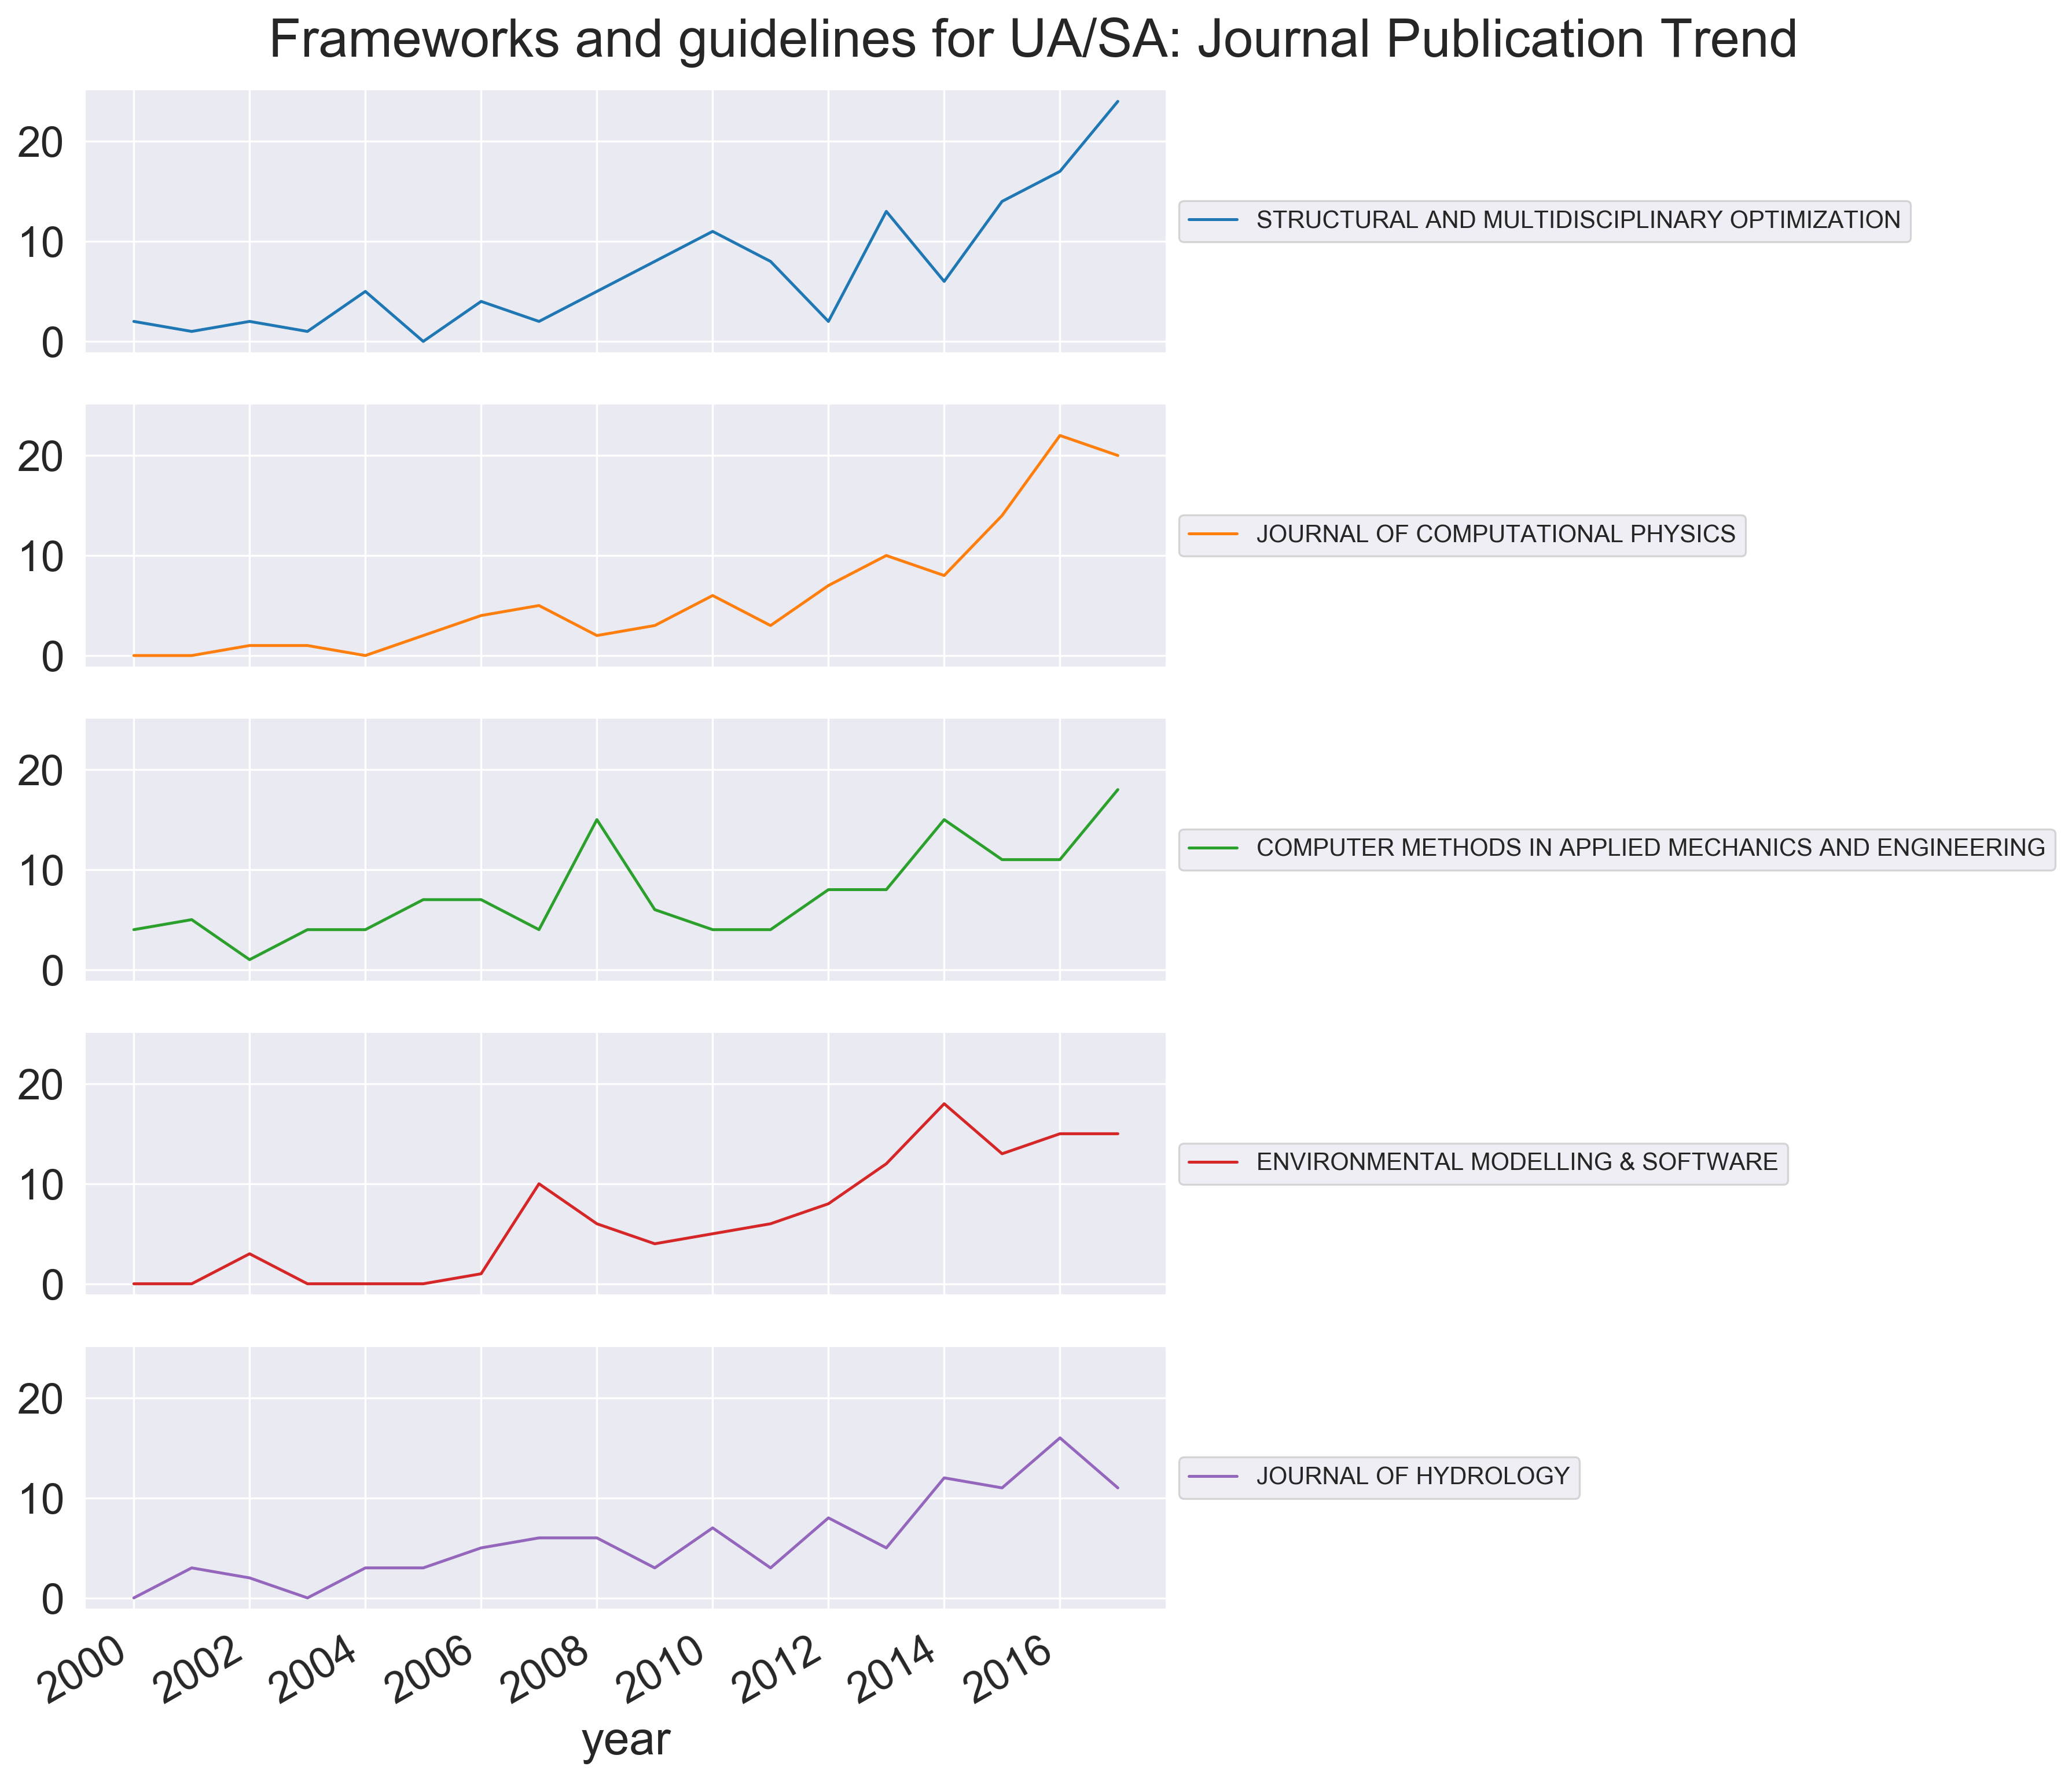 Frameworks and guidelines for UA/SA: Journal Publication Trend
20
10
0
STRUCTURAL AND MULTIDISCIPLINARY OPTIMIZATION
20
10
0
JOURNAL OF COMPUTATIONAL PHYSICS
20
10
0
COMPUTER METHODS IN APPLIED MECHANICS AND ENGINEERING
20
10
0
ENVIRONMENTAL MODELLING & SOFTWARE
20
10
0
JOURNAL OF HYDROLOGY
2000 2002 2004 2006 2008 2010 2012 2014 2016
year